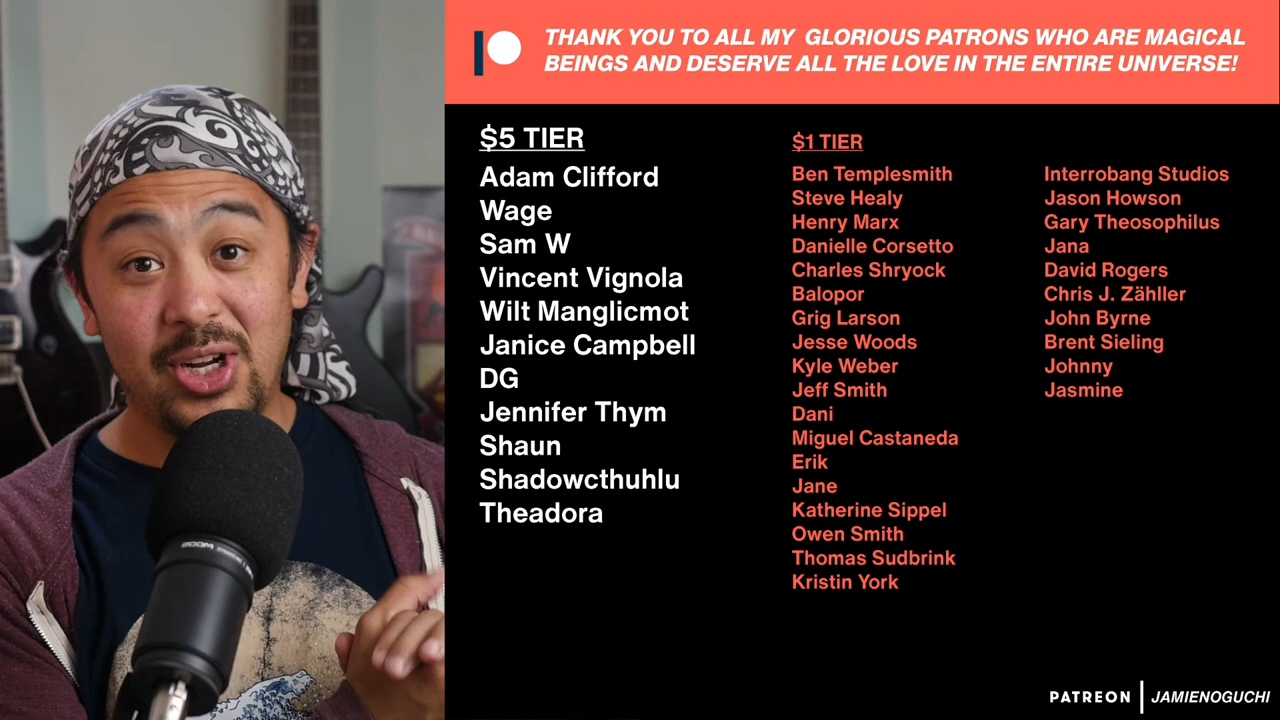 THANK YOU TO ALL MY GLORIOUS PATRONS WHO ARE MAGICAL
BEINGS AND DESERVE ALL THE LOVE IN THE ENTIRE UNIVERSE!
$5 TIER
Adam Clifford
Wage
Sam W
Vincent Vignola
Wilt Manglicmot
Janice Campbell
DG
Jennifer Thym
Shaun
Shadowcthuhlu
Theadora
$1 TIER
Ben Templesmith
Steve Healy
Henry Marx
Danielle Corsetto
Charles Shryock
Balopor
Grig Larson
Jesse Woods
Kyle Weber
Jeff Smith
Dani
Miguel Castaneda
Erik
Jane
Katherine Sippel
Owen Smith
Thomas Sudbrink
Kristin York
Interrobang Studios
Jason Howson
Gary Theosophilus
Jana
David Rogers
Chris J. Zähller
John Byrne
Brent Sieling
Johnny
Jasmine
PATREON | JAMIENOGUCHI